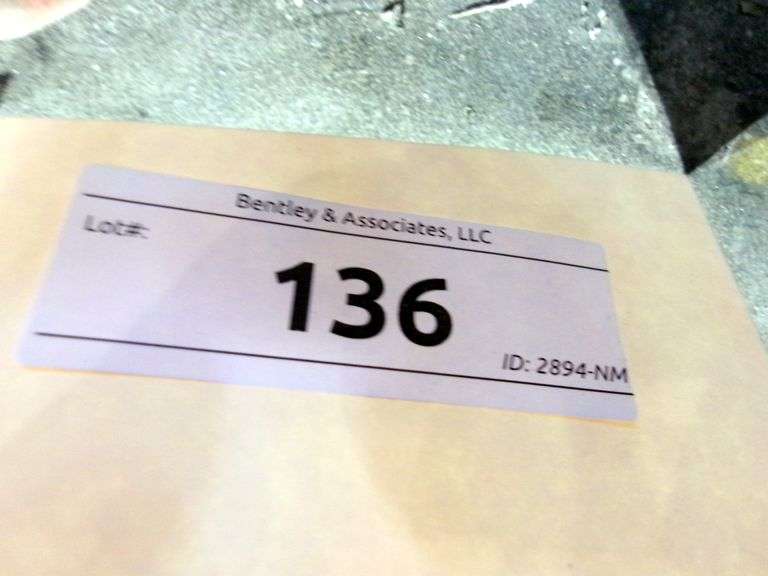 Bentley & Associates, LLC
Lot#:
136
ID: 2894-NM